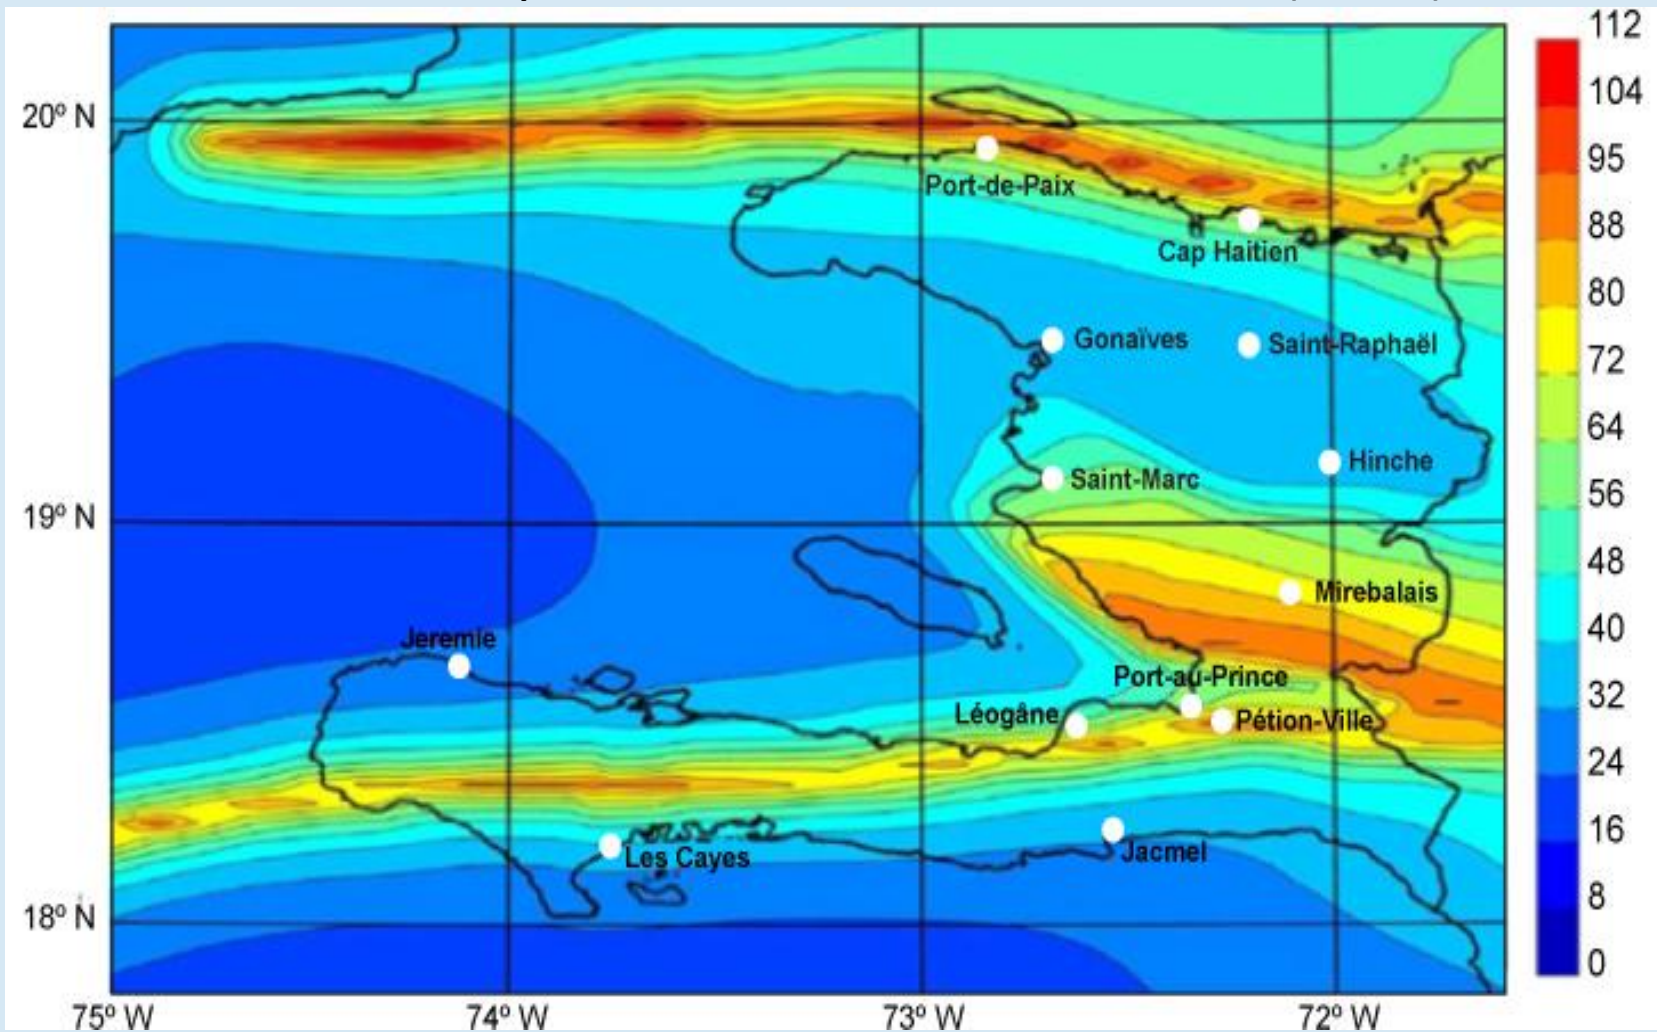 112
20º N
104
95
Port-de-Paix
88
Cap Haitien
80
Gonaïves
Saint-Raphaël
72
64
Hinche
Saint-Marc
56
19º N
48
Mirebalais
40
Jeremie
Port-au-Prince
32
Léogâne
Pétion-Ville
24
16
Les Cayes
Jacmel
8
18º N
0
75º W
74º W
73º W
72º W